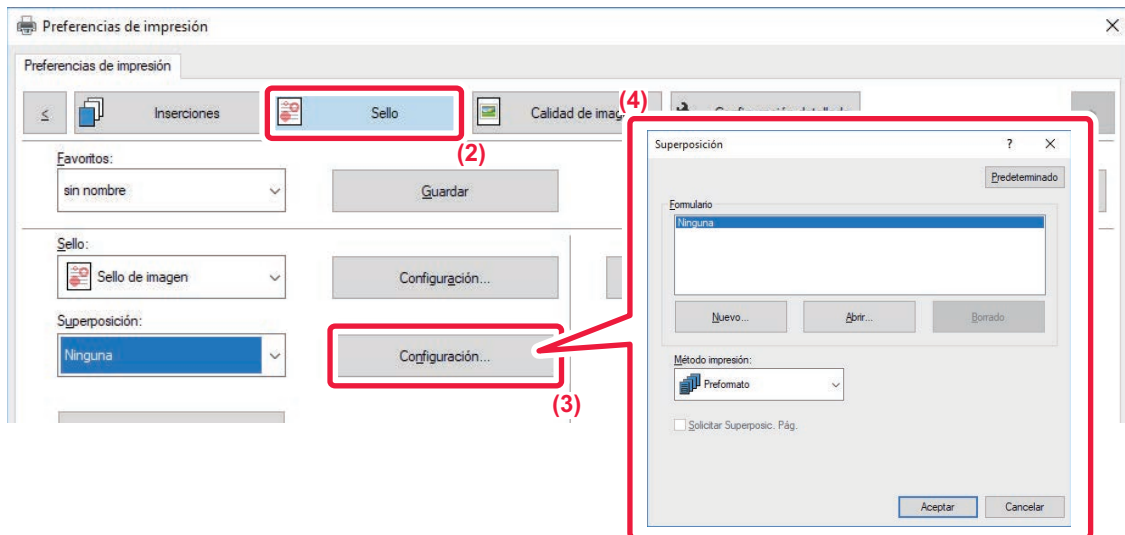 Preferencias de impresión
Preferencias de impresión
≤
Inserciones
Sello
Calidad de imag
(2)
Favoritos:
sin nombre
Guardar
Sello:
Sello de imagen
Configuración...
Superposición:
Ninguna
Configuración...
(3)
(4)
Superposición
?
Predeterminado
Formulario
Ninguna
Nuevo...
Abrir...
Borrado
Método impresión:
Preformato
Solicitar Superposic. Pág.
Aceptar
Cancelar